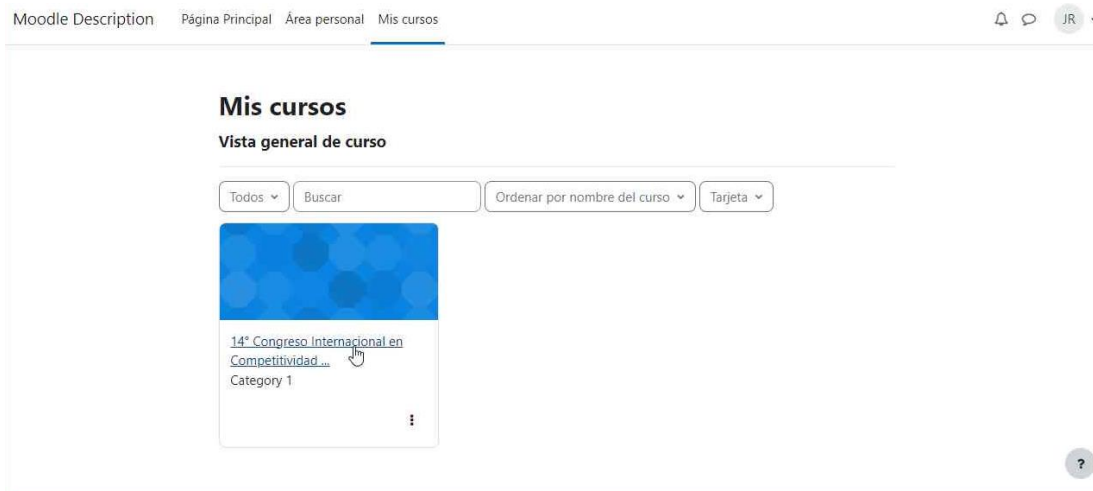 Moodle Description Página Principal Área personal Mis cursos JR
Mis cursos
Vista general de curso
Todos Buscar Ordenar por nombre del curso Tarjeta
14° Congreso Internacional en
Competitividad ...
Category 1
?